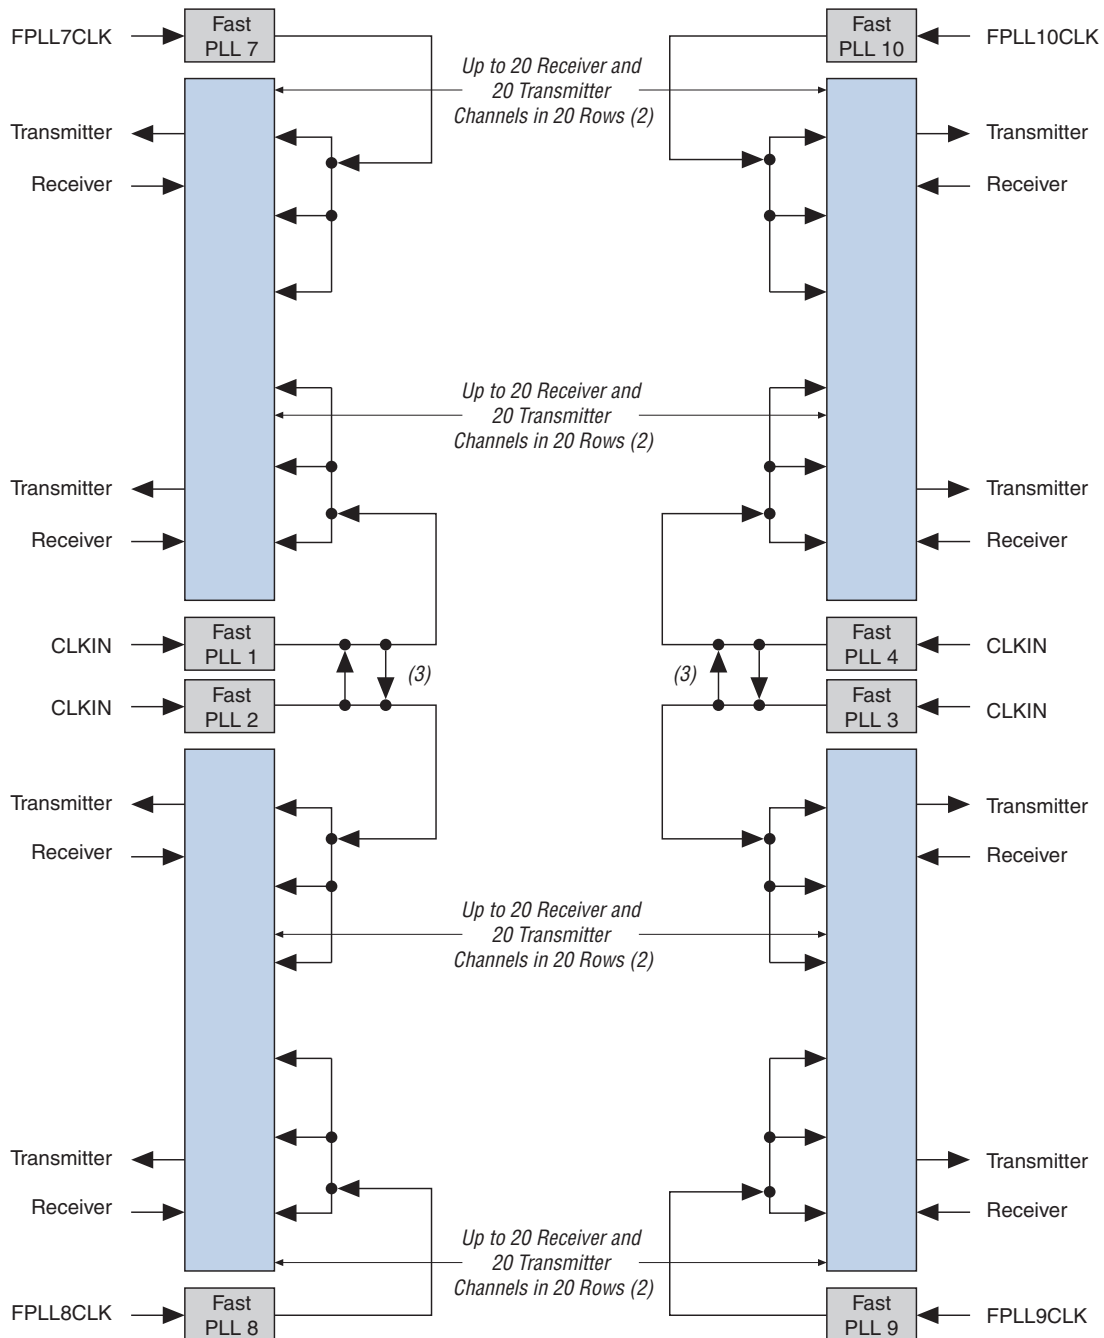 FPLL7CLK
Fast
PLL 7
Fast
PLL 10
FPLL10CLK
Up to 20 Receiver and
20 Transmitter
Channels in 20 Rows (2)
Transmitter
Transmitter
Receiver
Receiver
Up to 20 Receiver and
20 Transmitter
Channels in 20 Rows (2)
Transmitter
Transmitter
Receiver
Receiver
CLKIN
Fast
PLL 1
Fast
PLL 4
CLKIN
(3)
(3)
CLKIN
Fast
PLL 2
Fast
PLL 3
CLKIN
Transmitter
Transmitter
Receiver
Receiver
Up to 20 Receiver and
20 Transmitter
Channels in 20 Rows (2)
Transmitter
Transmitter
Receiver
Receiver
Up to 20 Receiver and
20 Transmitter
Channels in 20 Rows (2)
FPLL8CLK
Fast
PLL 8
Fast
PLL 9
FPLL9CLK